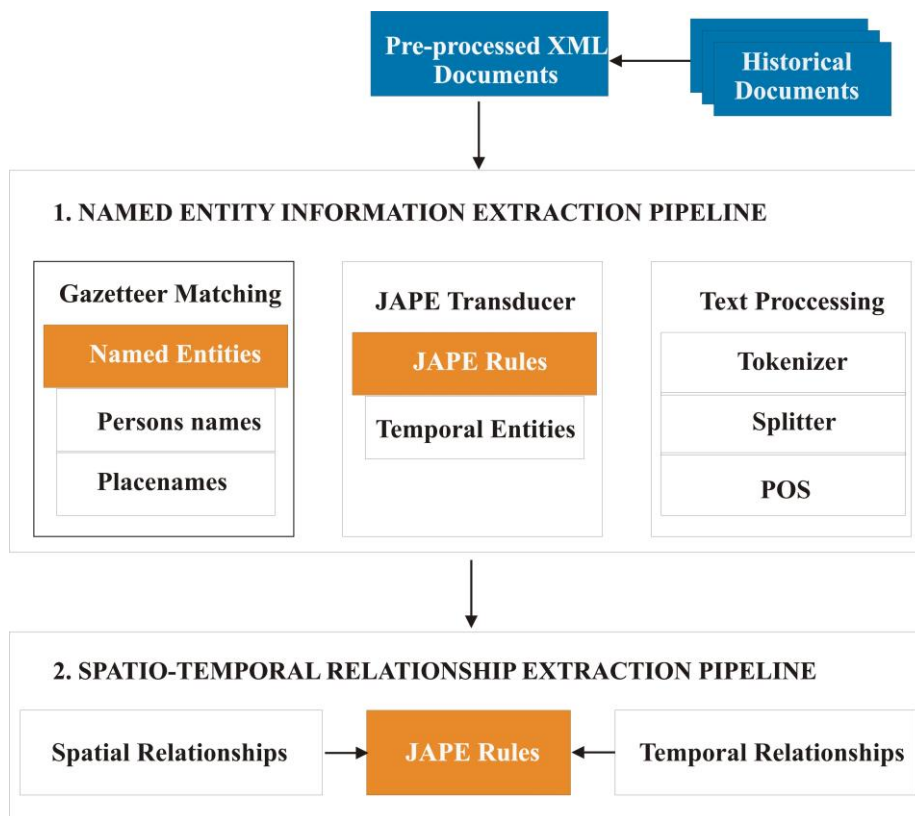 Pre-processed XML
Documents
Historical
Documents
1. NAMED ENTITY INFORMATION EXTRACTION PIPELINE
Gazetteer Matching
Named Entities
Persons names
Placenames
JAPE Transducer
JAPE Rules
Temporal Entities
Text Proccessing
Tokenizer
Splitter
POS
2. SPATIO-TEMPORAL RELATIONSHIP EXTRACTION PIPELINE
Spatial Relationships
JAPE Rules
Temporal Relationships